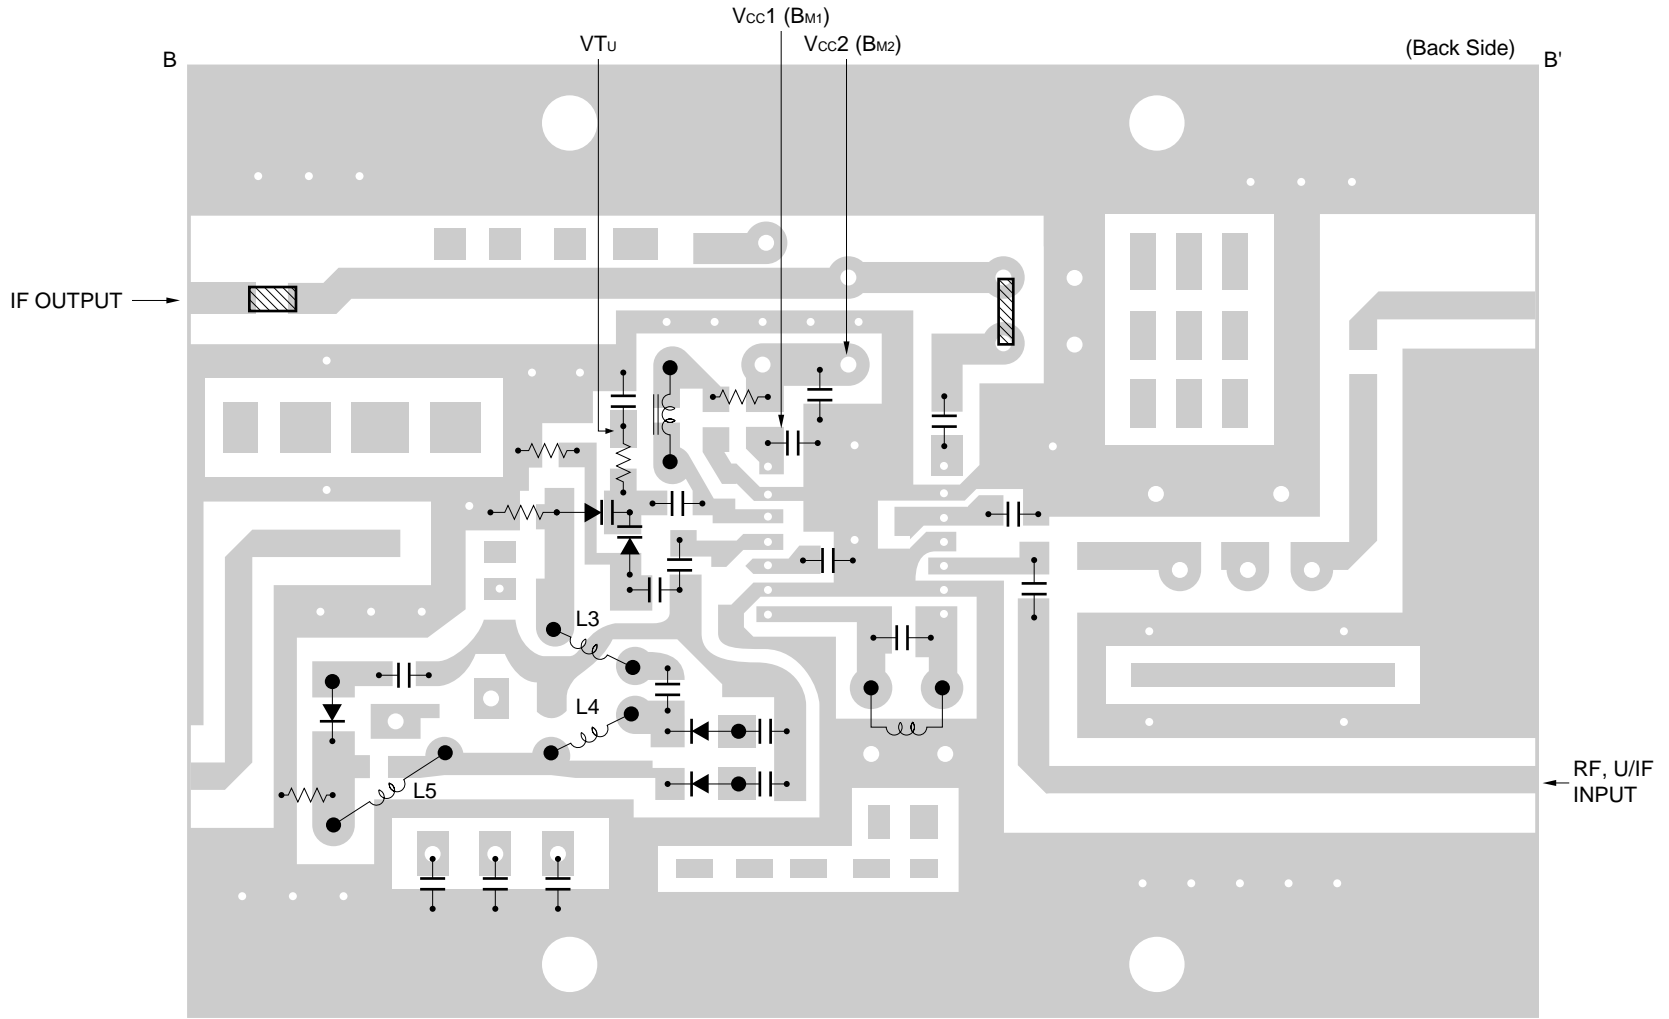 VCC1 (BM1)
VTU
VCC2 (BM2)
(Back Side)
B
B'
IF OUTPUT
L3
L4
L5
RF, U/IF
INPUT